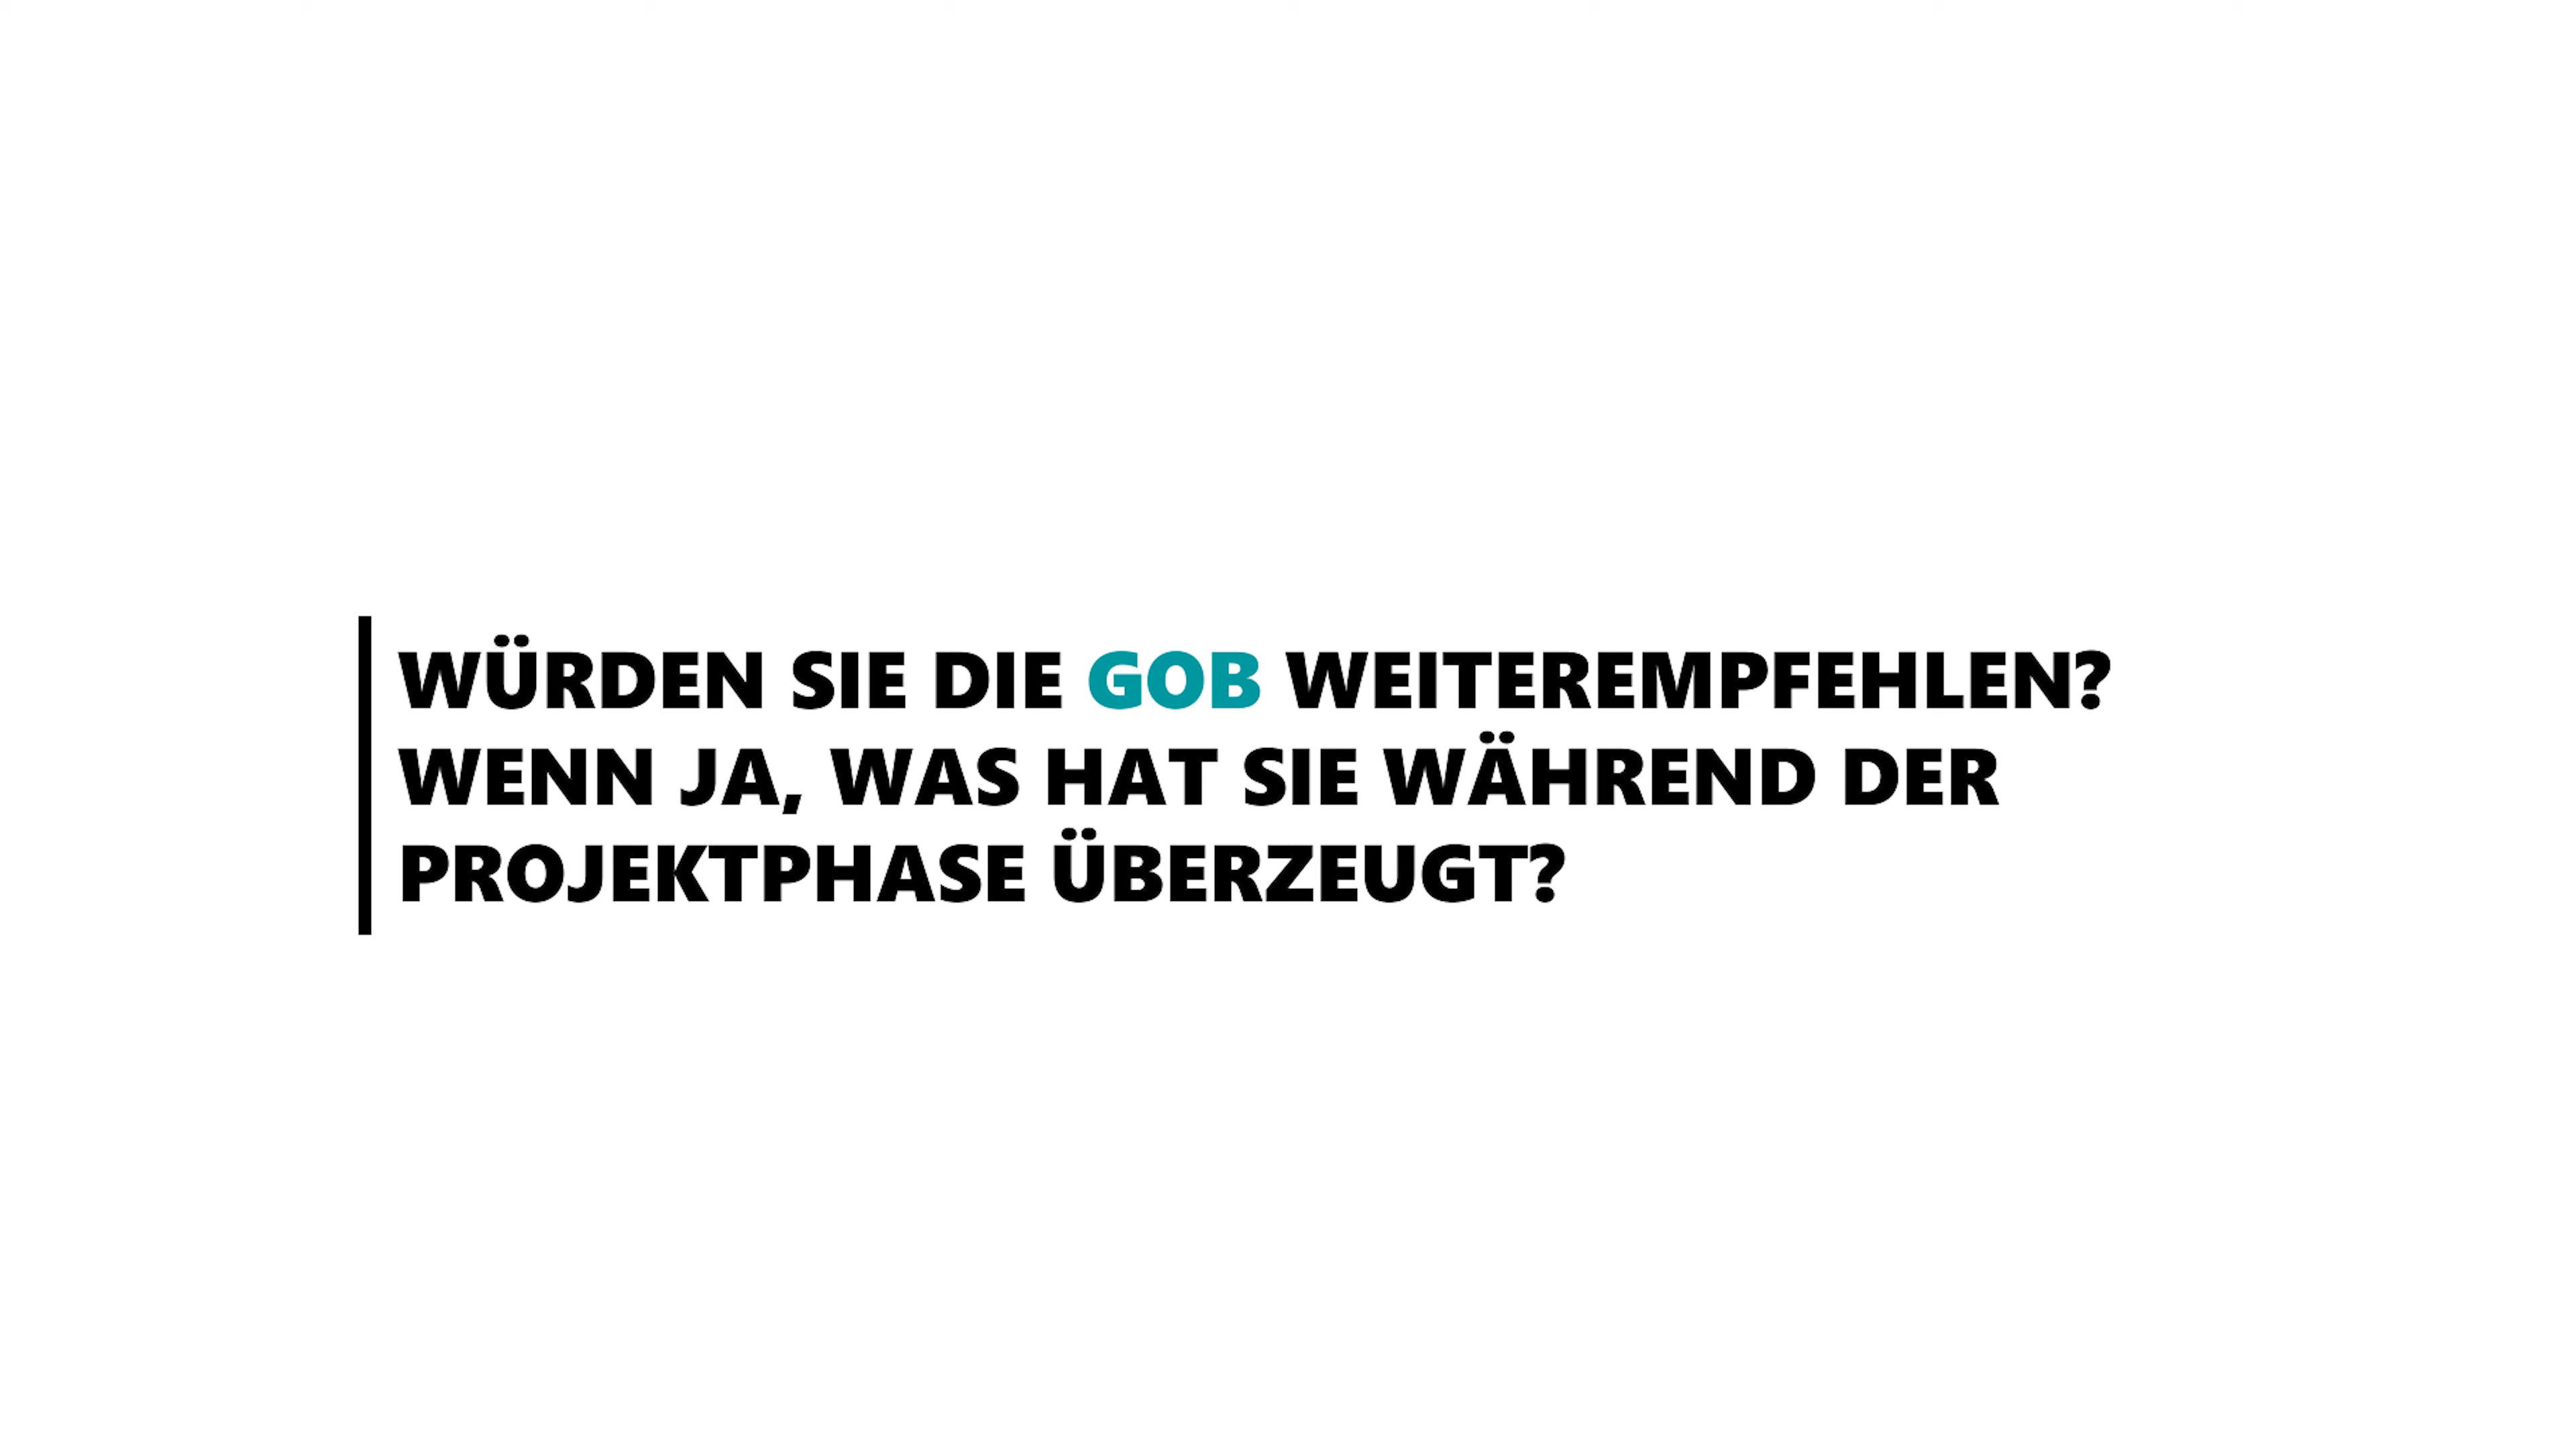 WÜRDEN SIE DIE GOB WEITEREMPFEHLEN?
WENN JA, WAS HAT SIE WÄHREND DER
PROJEKTPHASE ÜBERZEUGT?